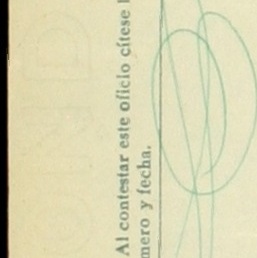 Al contestar este oficio cítese
mero y fecha.